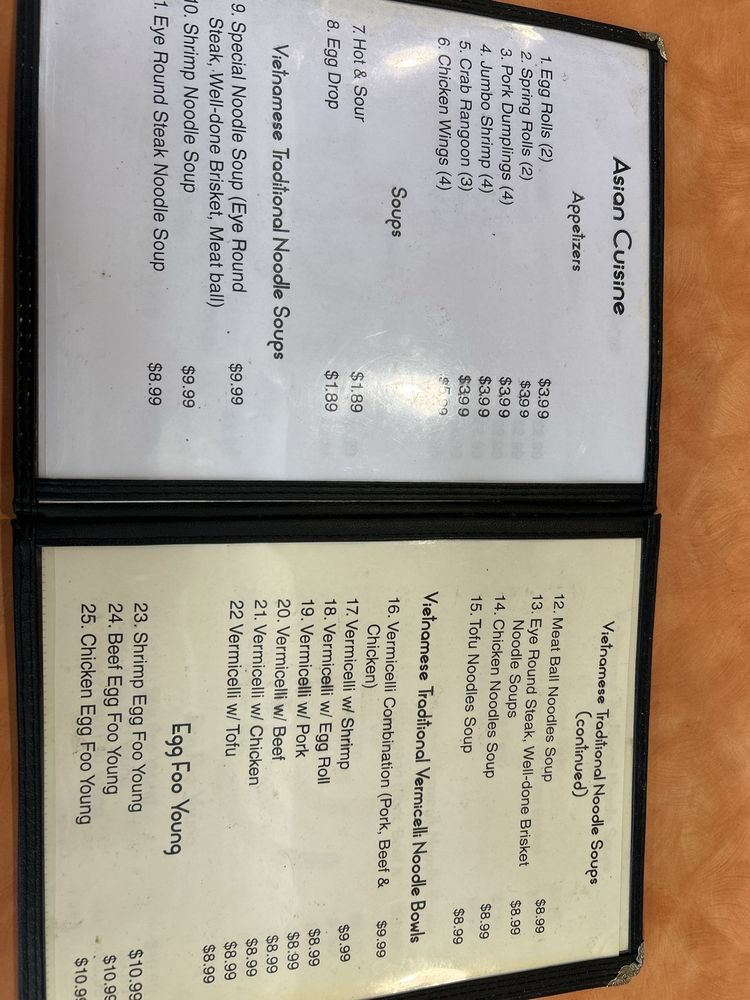 Asian Cuisine
Appetizers
1. Egg Rolls (2) $3.99
2. Spring Rolls (2) $3.99
3. Pork Dumplings (4) $3.99
4. Jumbo Shrimp (4) $3.99
5. Crab Rangoon (3) $3.99
6. Chicken Wings (4) $5.99
Soups
7. Hot & Sour $1.89
8. Egg Drop $1.89
Vietnamese Traditional Noodle Soups
9. Special Noodle Soup (Eye Round $9.99
Steak, Well-done Brisket, Meat ball)
10. Shrimp Noodle Soup $9.99
1. Eye Round Steak Noodle Soup $8.99
Vietnamese Traditional Noodle Soups
(continued)
12. Meat Ball Noodles Soup $8.99
13. Eye Round Steak, Well-done Brisket $8.99
Noodle Soups
14. Chicken Noodles Soup $8.99
15. Tofu Noodles Soup $8.99
Vietnamese Traditional Vermicelli Noodle Bowls
16. Vermicelli Combination (Pork, Beef & $9.99
Chicken)
17. Vermicelli w/ Shrimp $9.99
18. Vermicelli w/ Egg Roll $8.99
19. Vermicelli w/ Pork $8.99
20. Vermicelli w/ Beef $8.99
21. Vermicelli w/ Chicken $8.99
22 Vermicelli w/ Tofu $8.99
Egg Foo Young
23. Shrimp Egg Foo Young $10.99
24. Beef Egg Foo Young $10.99
25. Chicken Egg Foo Young $10.99